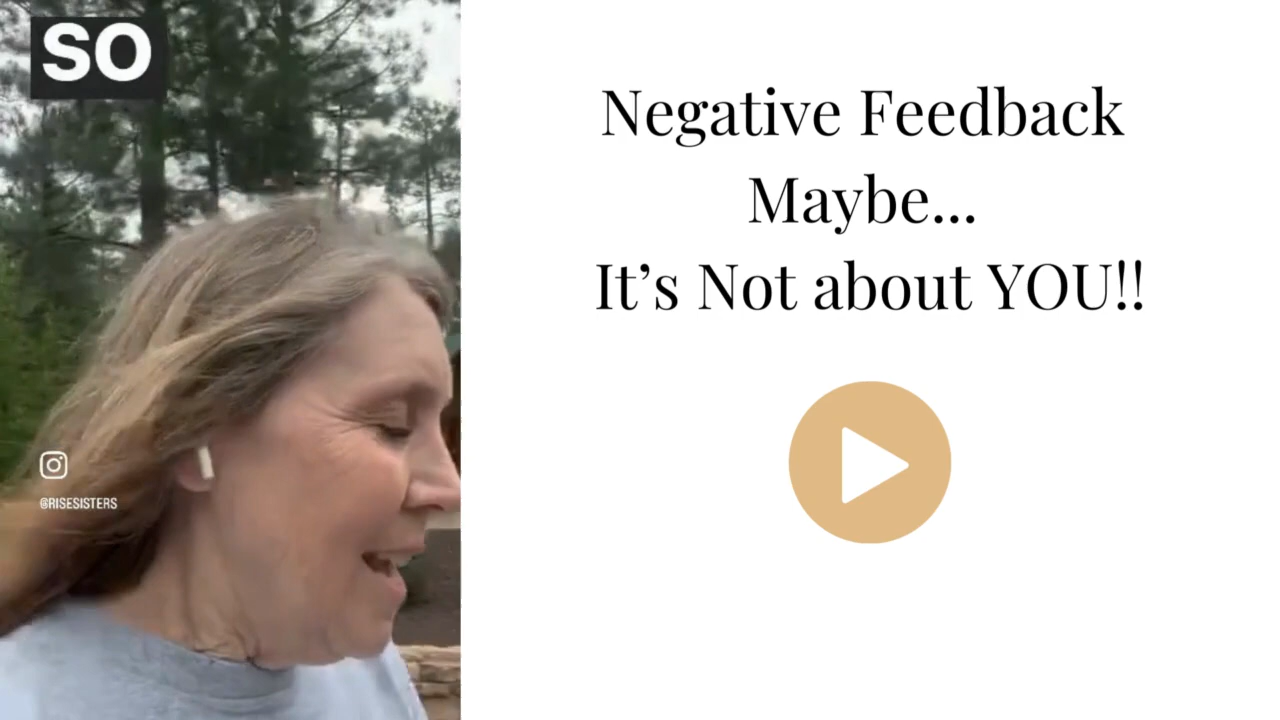 SO
@RISESISTERS
Negative Feedback
Maybe...
It’s Not about YOU!!